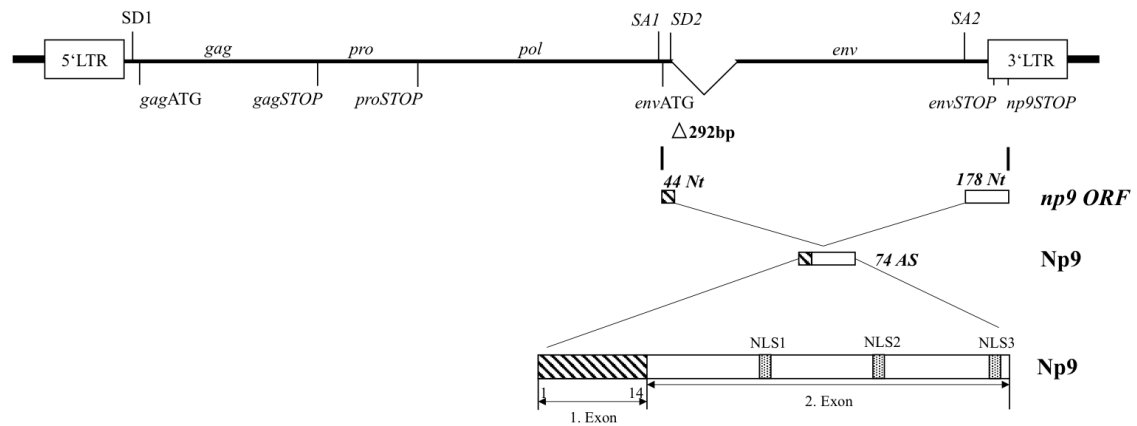 SD1 SA1 SD2 SA2
5‘LTR gag pro pol env 3‘LTR
gagATG gagSTOP proSTOP envATG envSTOP np9STOP
△292bp
44 Nt 178 Nt np9 ORF
74 AS Np9
NLS1 NLS2 NLS3
Np9
1 14
1. Exon 2. Exon